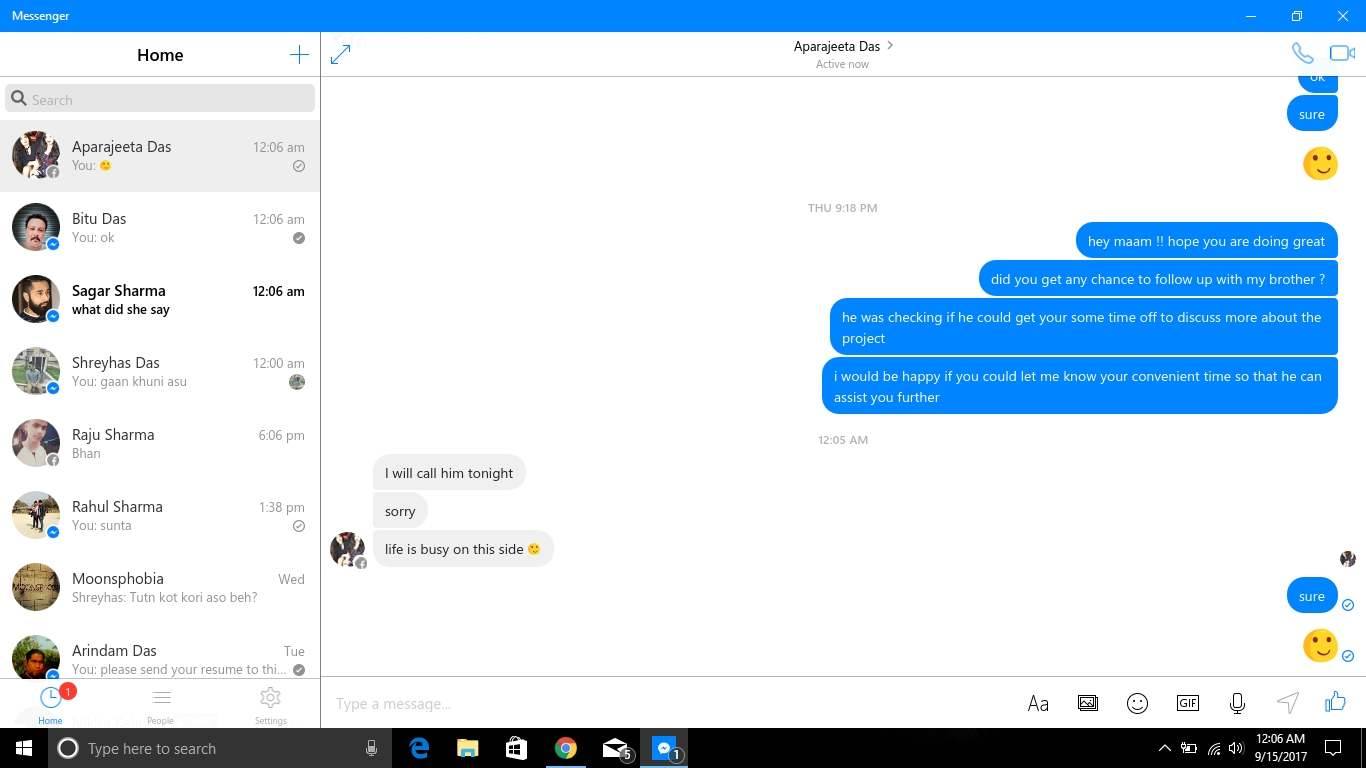 Messenger
Home
Search
Aparajeeta Das
12:06 am
You: 🙂
Bitu Das
12:06 am
You: ok
Sagar Sharma
12:06 am
what did she say
Shreyhas Das
12:00 am
You: gaan khuni asu
Raju Sharma
6:06 pm
Bhan
Rahul Sharma
1:38 pm
You: sunta
Moonsphobia
Wed
Shreyhas: Tutn kot kori aso beh?
Arindam Das
Tue
You: please send your resume to thi...
1
Home
People
Settings
Aparajeeta Das
Active now
ok
sure
THU 9:18 PM
hey maam !! hope you are doing great
did you get any chance to follow up with my brother ?
he was checking if he could get your some time off to discuss more about the
project
i would be happy if you could let me know your convenient time so that he can
assist you further
12:05 AM
I will call him tonight
sorry
life is busy on this side 🙂
sure
Type a message...
Aa
GIF
Type here to search
5
1
12:06 AM
9/15/2017